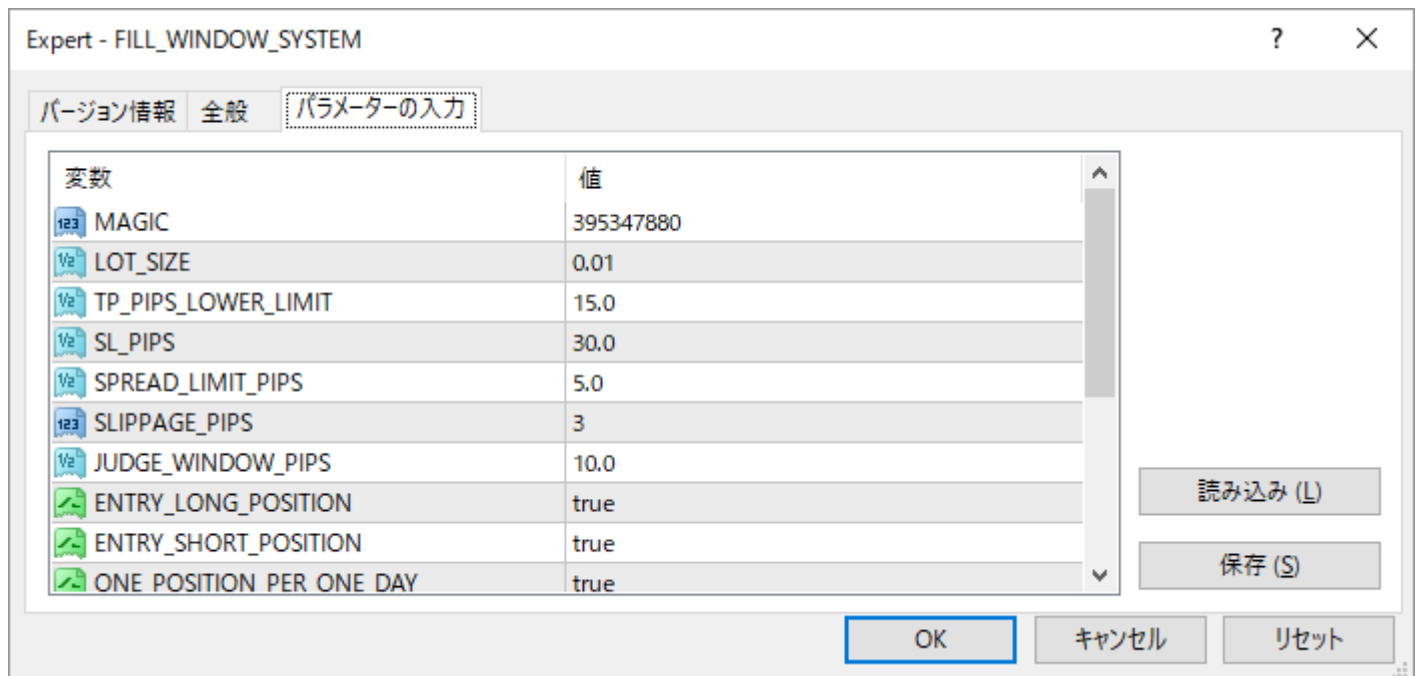 Expert - FILL_WINDOW_SYSTEM
バージョン情報 全般 パラメーターの入力
変数 値
MAGIC 395347880
LOT_SIZE 0.01
TP_PIPS_LOWER_LIMIT 15.0
SL_PIPS 30.0
SPREAD_LIMIT_PIPS 5.0
SLIPPAGE_PIPS 3
JUDGE_WINDOW_PIPS 10.0
ENTRY_LONG_POSITION true
ENTRY_SHORT_POSITION true
ONE_POSITION_PER_ONE_DAY true
読み込み (L)
保存 (S)
OK キャンセル リセット